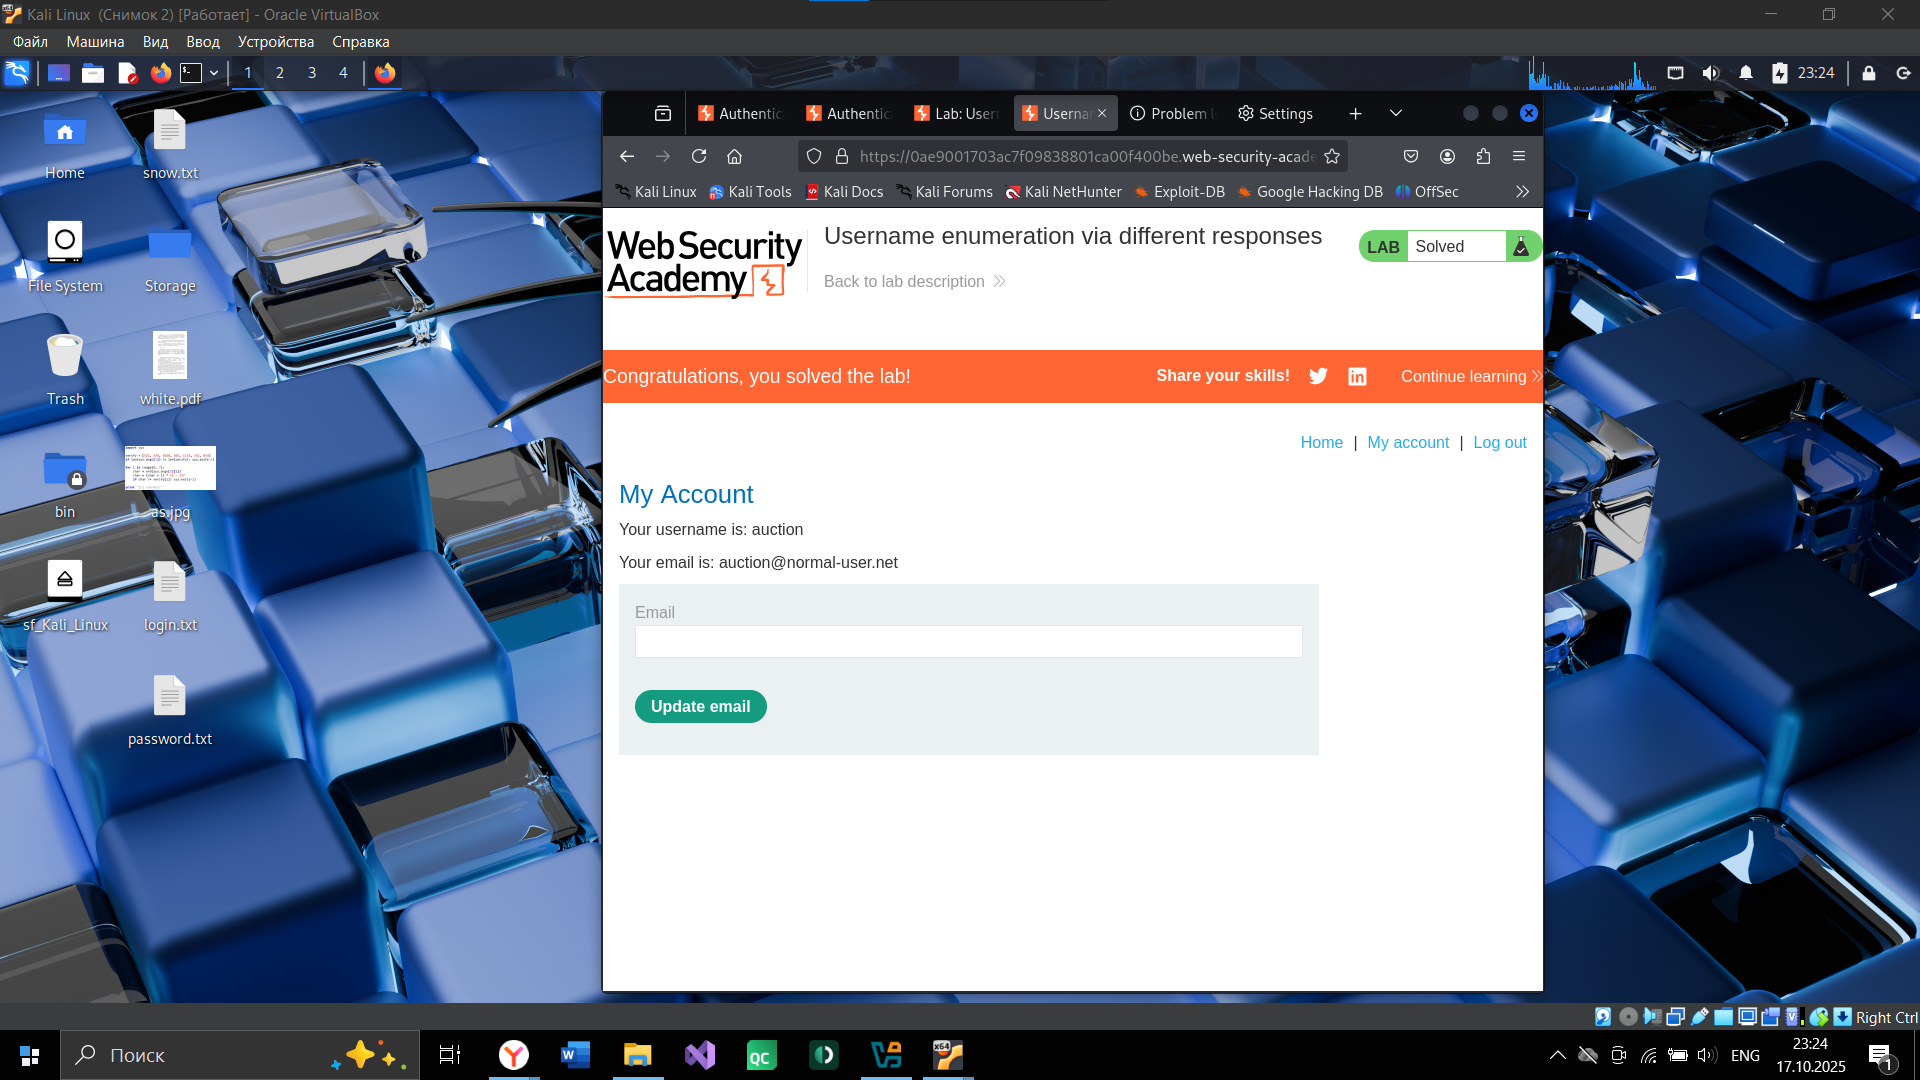 Kali Linux (Снимок 2) [Работает] - Oracle VirtualBox
Файл Машина Вид Ввод Устройства Справка
1 2 3 4
23:24
Authentic Authentic Lab: User Userna Problem l Settings
https://0ae9001703ac7f09838801ca00f400be.web-security-acade
Kali Linux Kali Tools Kali Docs Kali Forums Kali NetHunter Exploit-DB Google Hacking DB OffSec
Home
snow.txt
File System
Storage
Trash
white.pdf
bin
as.jpg
sf_Kali_Linux
login.txt
password.txt
Web Security
Academy
Username enumeration via different responses
Back to lab description
LAB Solved
Congratulations, you solved the lab!
Share your skills!
Continue learning
Home | My account | Log out
My Account
Your username is: auction
Your email is: auction@normal-user.net
Email
Update email
Right Ctrl
Поиск
ENG
23:24
17.10.2025
1